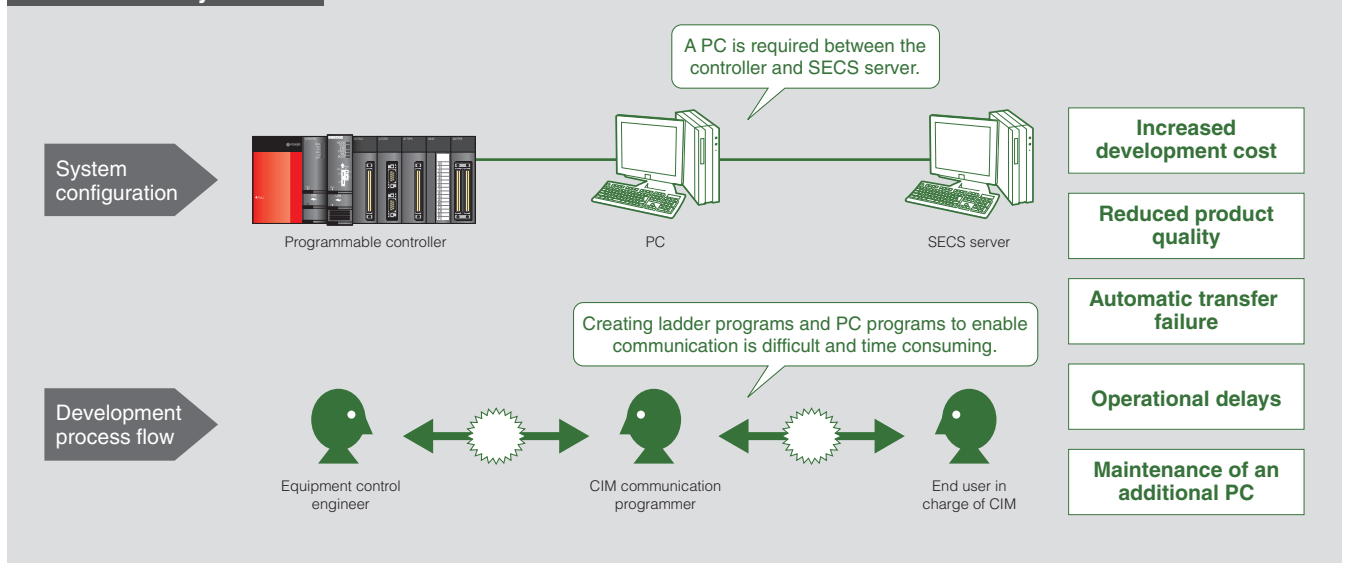 A PC is required between the
controller and SECS server.
System
configuration
Programmable controller
PC
SECS server
Increased
development cost
Reduced product
quality
Automatic transfer
failure
Operational delays
Maintenance of an
additional PC
Creating ladder programs and PC programs to enable
communication is difficult and time consuming.
Development
process flow
Equipment control
engineer
CIM communication
programmer
End user in
charge of CIM